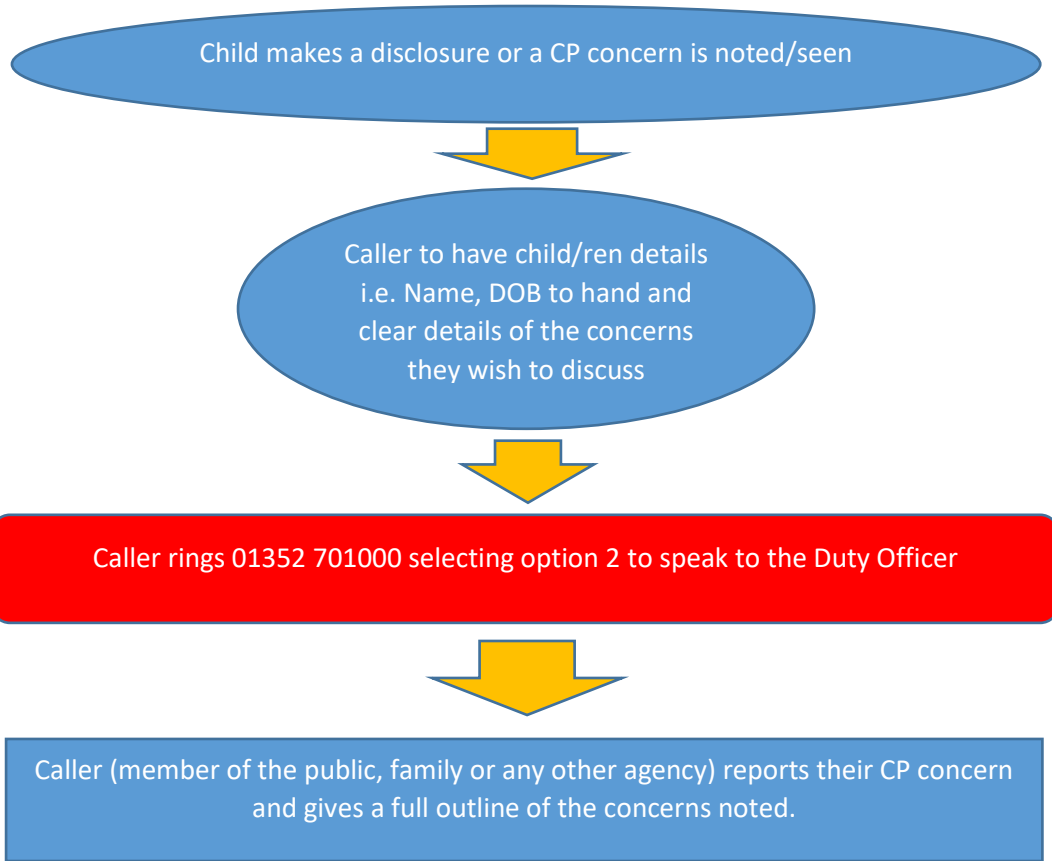 Child makes a disclosure or a CP concern is noted/seen
Caller to have child/ren details
i.e. Name, DOB to hand and
clear details of the concerns
they wish to discuss
Caller rings 01352 701000 selecting option 2 to speak to the Duty Officer
Caller (member of the public, family or any other agency) reports their CP concern
and gives a full outline of the concerns noted.